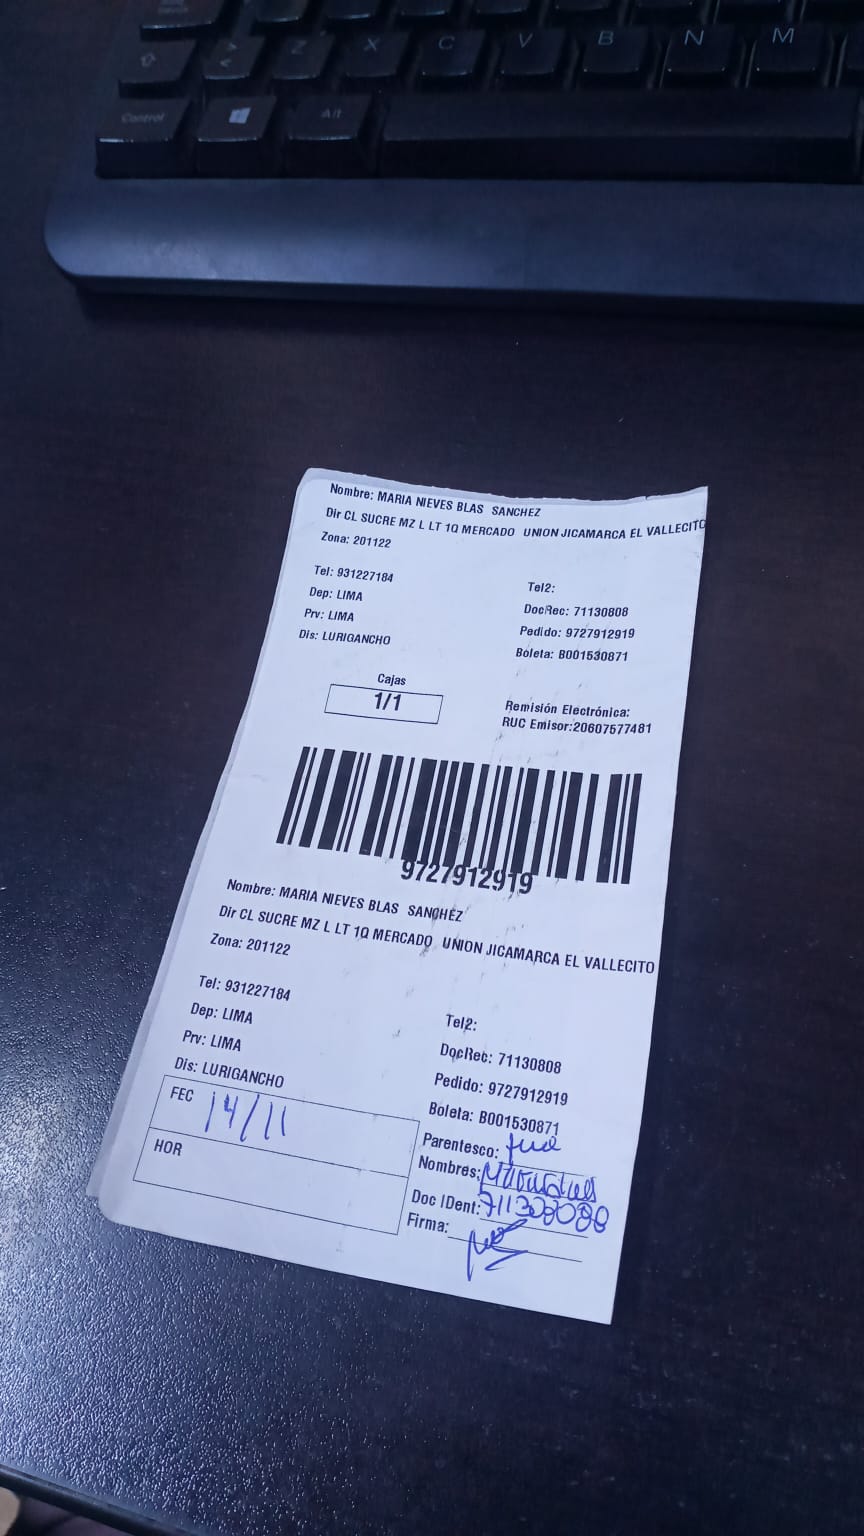 Control
Alt
Z X C V B N M
Nombre: MARIA NIEVES BLAS SANCHEZ
Dir CL SUCRE MZ L LT 1Q MERCADO UNION JICAMARCA EL VALLECITO
Zona: 201122
Tel: 931227184
Tel2:
Dep: LIMA
DocRec: 71130808
Prv: LIMA
Pedido: 9727912919
Dis: LURIGANCHO
Boleta: B001530871
Cajas
1/1
Remisión Electrónica:
RUC Emisor:20607577481
9727912919
Nombre: MARIA NIEVES BLAS SANCHEZ
Dir CL SUCRE MZ L LT 1Q MERCADO UNION JICAMARCA EL VALLECITO
Zona: 201122
Tel: 931227184
Tel2:
Dep: LIMA
DocRec: 71130808
Prv: LIMA
Pedido: 9727912919
Dis: LURIGANCHO
Boleta: B001530871
FEC 14/11
Parentesco:
HOR
Nombres:
Doc IDent:
Firma: